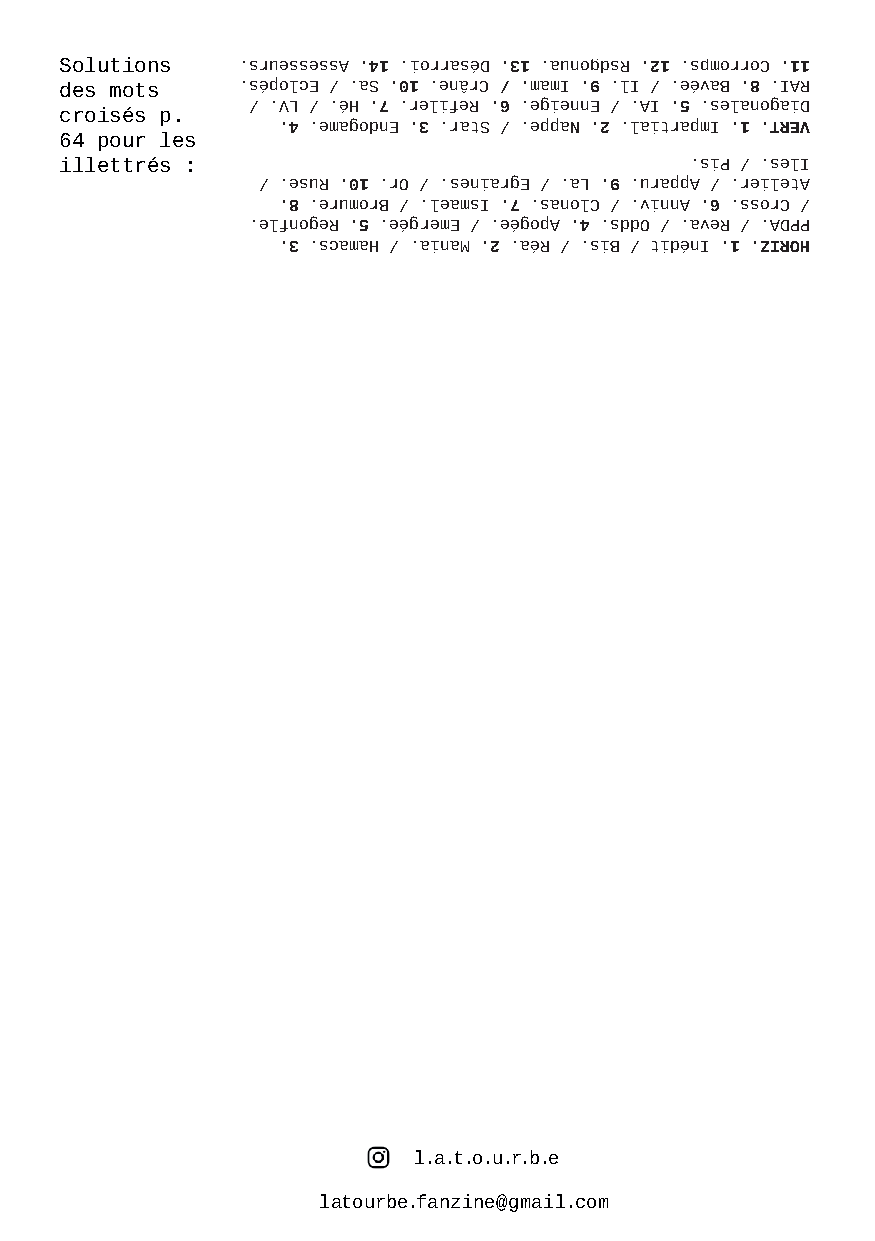 Solutions
des mots
croisés p.
64 pour les
illettrés :
HORIZ. 1. Inédit / Bis. / Réa. 2. Mania. / Hamacs. 3.
PPDA. / Reva. / Odds. 4. Apogée. / Emergée. 5. Regonfle.
/ Cross. 6. Anniv. / Clonas. 7. Ismael. / Bromure. 8.
Atelier. / Apparu. 9. La. / Egraines. / Or. 10. Ruse. /
Iles. / Pis.
VERT. 1. Impartial. 2. Nappe. / Star. 3. Endogame. 4.
Diagonales. 5. IA. / Enneige. 6. Refiler. 7. Hé. / LV. /
RAI. 8. Bavée. / Il. 9. Imam. / Crâne. 10. Sa. / Eclopés.
11. Corromps. 12. Rsdgonua. 13. Désarroi. 14. Assesseurs.
l.a.t.o.u.r.b.e
latourbe.fanzine@gmail.com